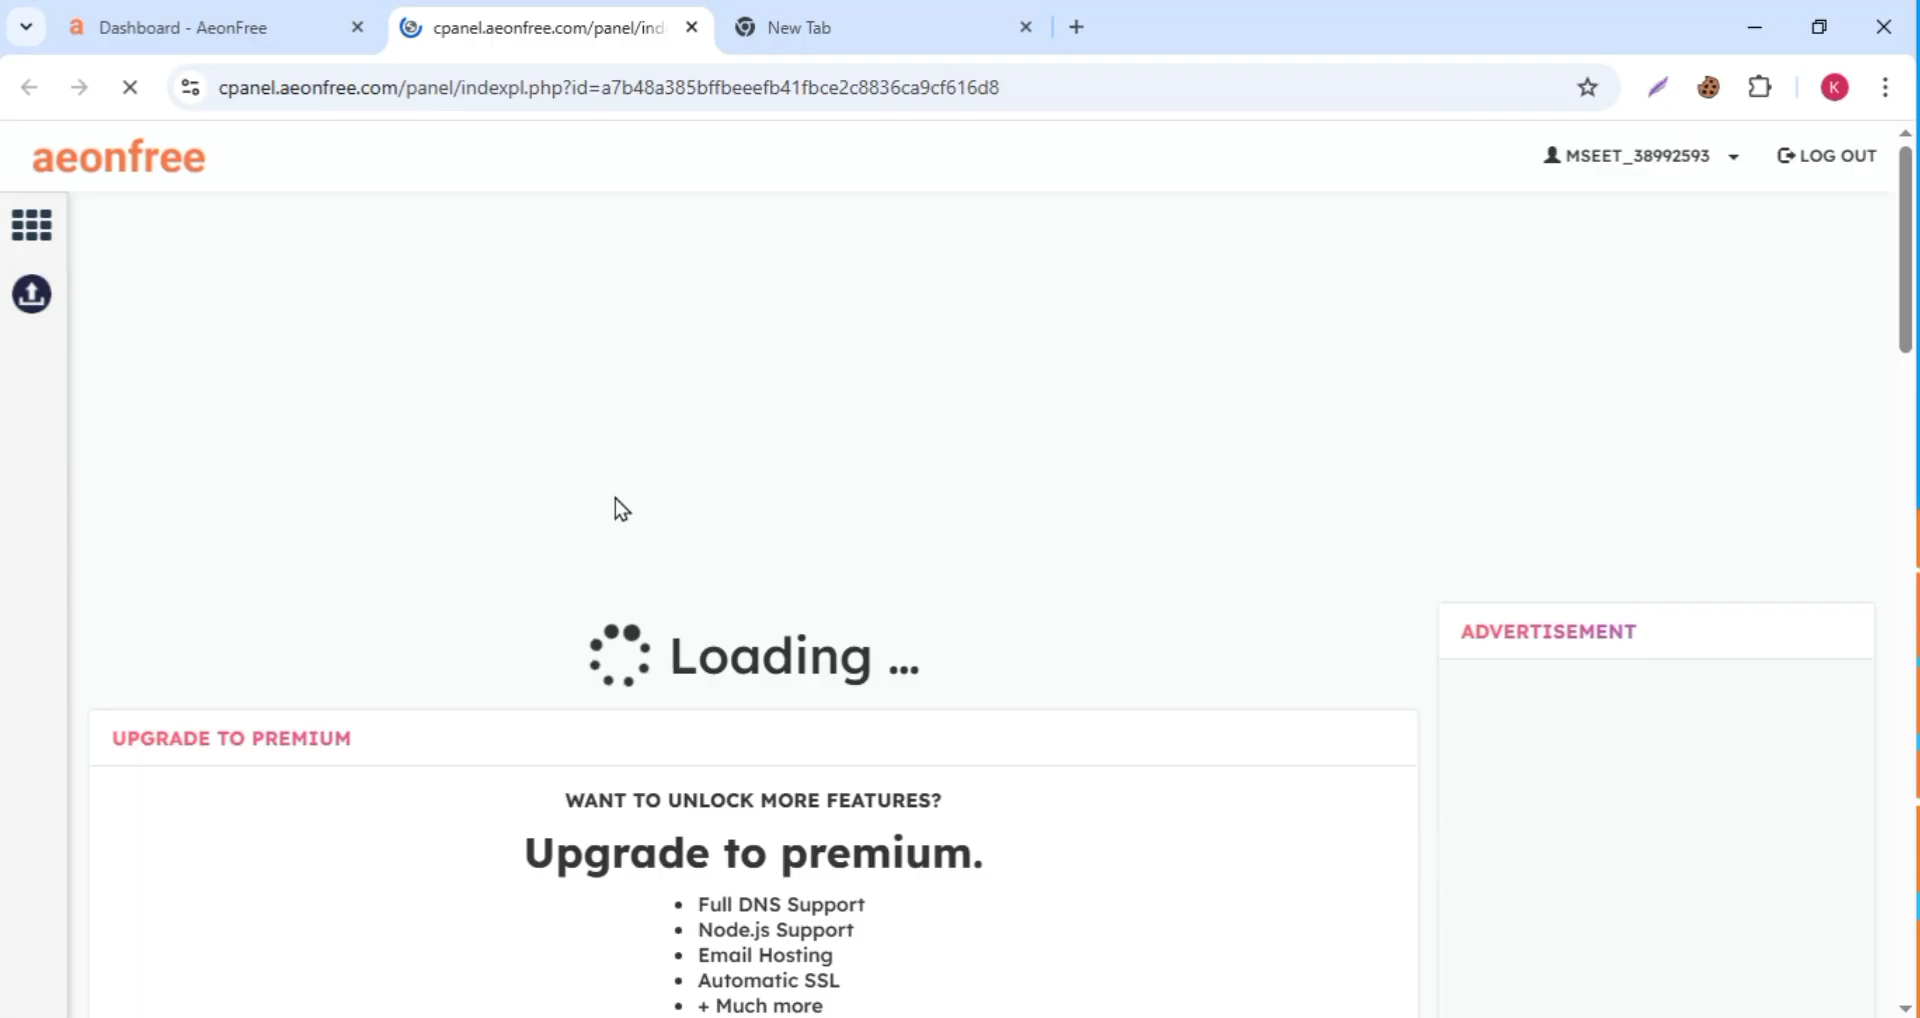 Dashboard - AeonFree
cpanel.aeonfree.com/panel/ind
New Tab
cpanel.aeonfree.com/panel/indexpl.php?id=a7b48a385bffbeeefb41fbce2c8836ca9cf616d8
K
aeonfree
MSEET_38992593
LOG OUT
Loading ...
ADVERTISEMENT
UPGRADE TO PREMIUM
WANT TO UNLOCK MORE FEATURES?
Upgrade to premium.
• Full DNS Support
• Node.js Support
• Email Hosting
• Automatic SSL
• + Much more